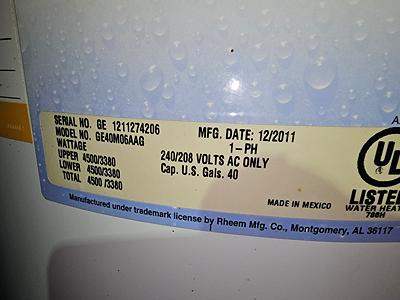 SERIAL NO. GE 1211274206 MFG. DATE: 12/2011
MODEL NO. GE40M06AAG 1-PH
WATTAGE 240/208 VOLTS AC ONLY
UPPER 4500/3380 Cap. U.S. Gals. 40
LOWER 4500/3380
TOTAL 4500/3380 MADE IN MEXICO
UL
LISTE
WATER HEAT
Manufactured under trademark license by Rheem Mfg. Co., Montgomery, AL 36117